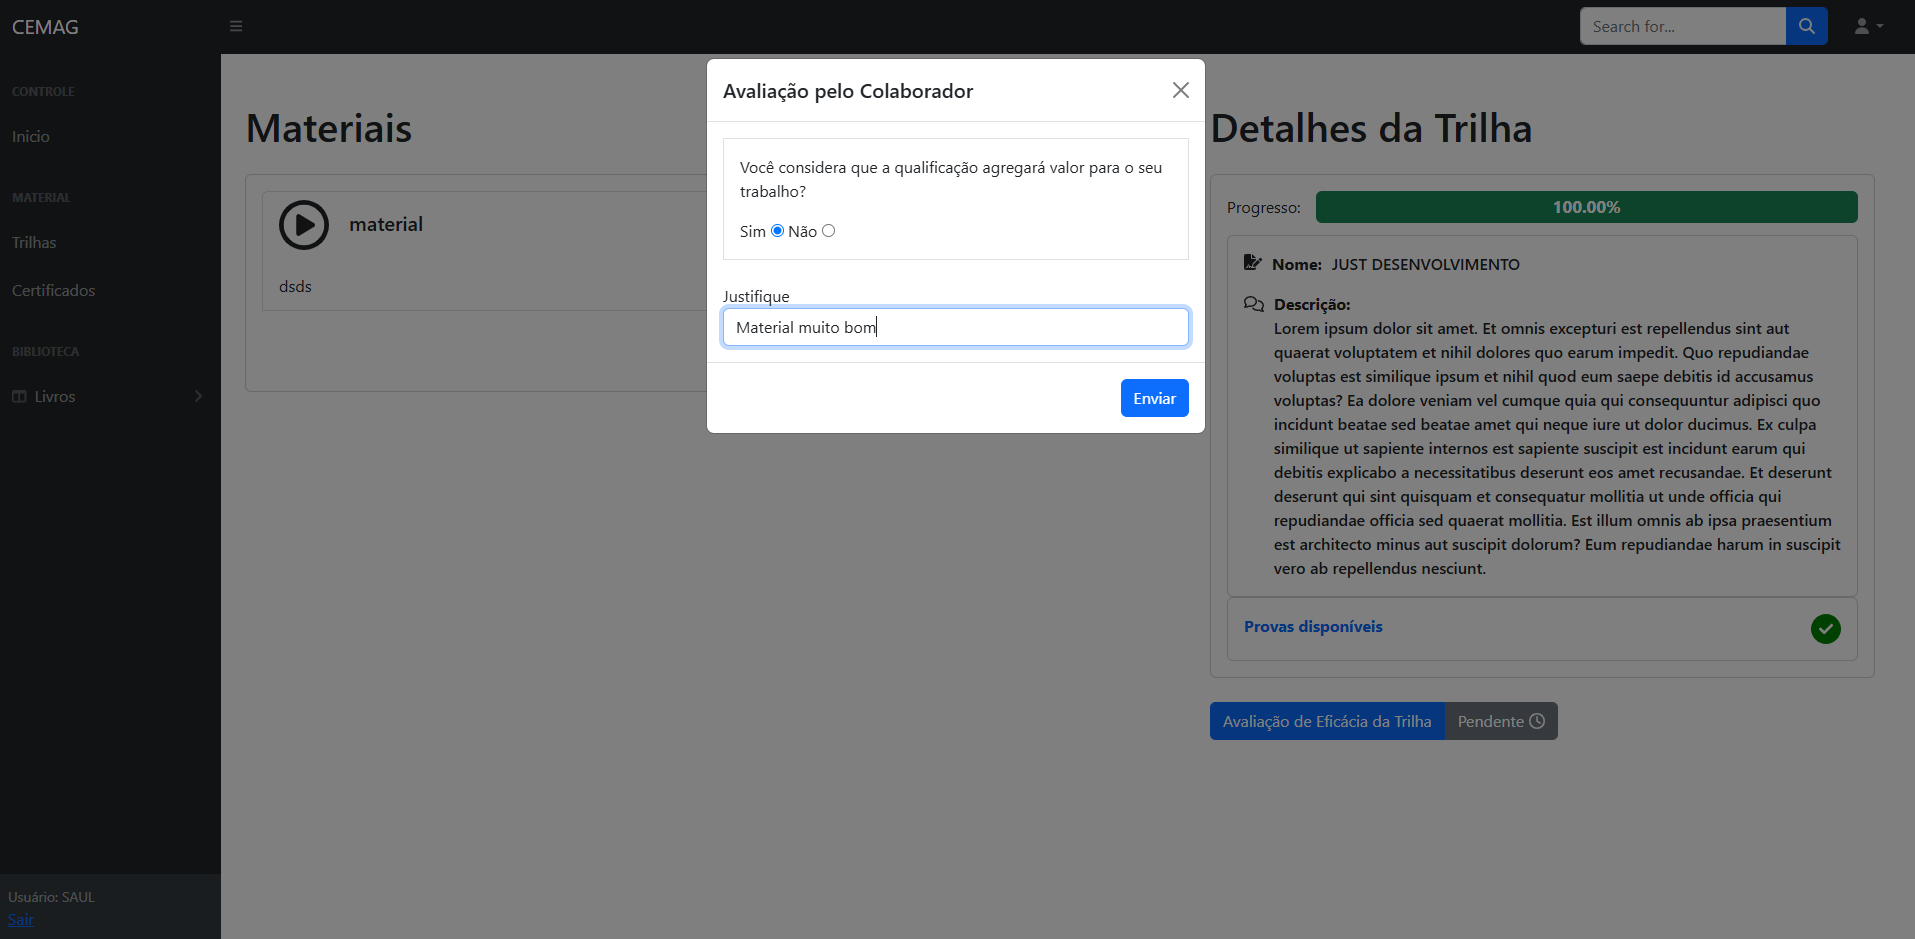 CEMAG
Search for...
CONTROLE
Inicio
MATERIAL
Trilhas
Certificados
BIBLIOTECA
Livros
Usuário: SAUL
Sair
Materiais
material
dsds
Avaliação pelo Colaborador
Você considera que a qualificação agregará valor para o seu
trabalho?
Sim Não
Justifique
Material muito bom
Enviar
Detalhes da Trilha
Progresso: 100.00%
Nome: JUST DESENVOLVIMENTO
Descrição:
Lorem ipsum dolor sit amet. Et omnis excepturi est repellendus sint aut
quaerat voluptatem et nihil dolores quo earum impedit. Quo repudiandae
voluptas est similique ipsum et nihil quod eum saepe debitis id accusamus
voluptas? Ea dolore veniam vel cumque quia qui consequuntur adipisci quo
incidunt beatae sed beatae amet qui neque iure ut dolor ducimus. Ex culpa
similique ut sapiente internos est sapiente suscipit est incidunt earum qui
debitis explicabo a necessitatibus deserunt eos amet recusandae. Et deserunt
deserunt qui sint quisquam et consequatur mollitia ut unde officia qui
repudiandae officia sed quaerat mollitia. Est illum omnis ab ipsa praesentium
est architecto minus aut suscipit dolorum? Eum repudiandae harum in suscipit
vero ab repellendus nesciunt.
Provas disponíveis
Avaliação de Eficácia da Trilha Pendente